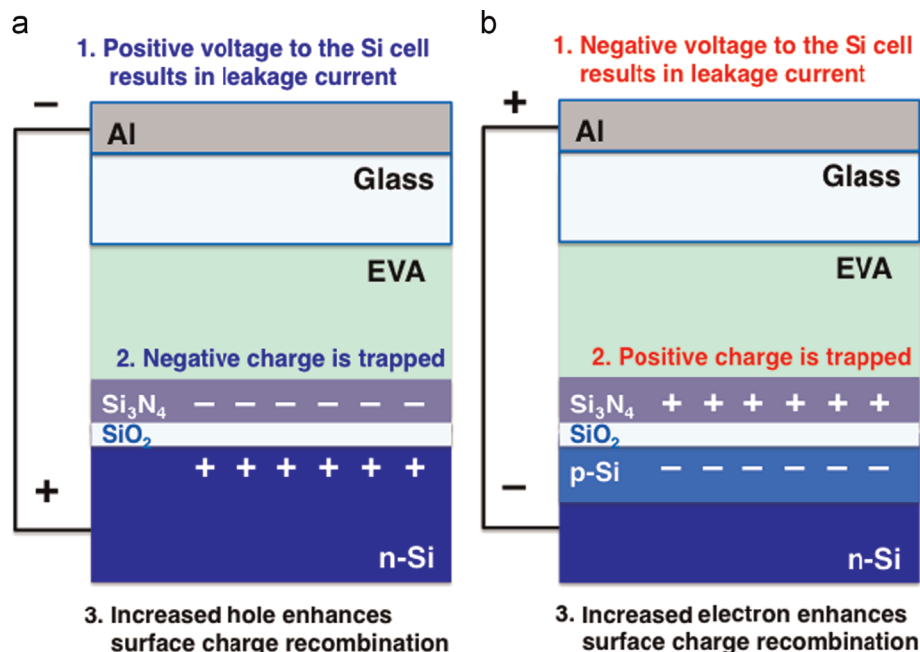 a
1. Positive voltage to the Si cell
results in leakage current
−
Al
Glass
EVA
2. Negative charge is trapped
Si₃N₄ − − − − − −
SiO₂
+ + + + + +
+
n-Si
3. Increased hole enhances
surface charge recombination
b
1. Negative voltage to the Si cell
results in leakage current
+
Al
Glass
EVA
2. Positive charge is trapped
Si₃N₄ + + + + + +
SiO₂
p-Si − − − − − −
−
n-Si
3. Increased electron enhances
surface charge recombination